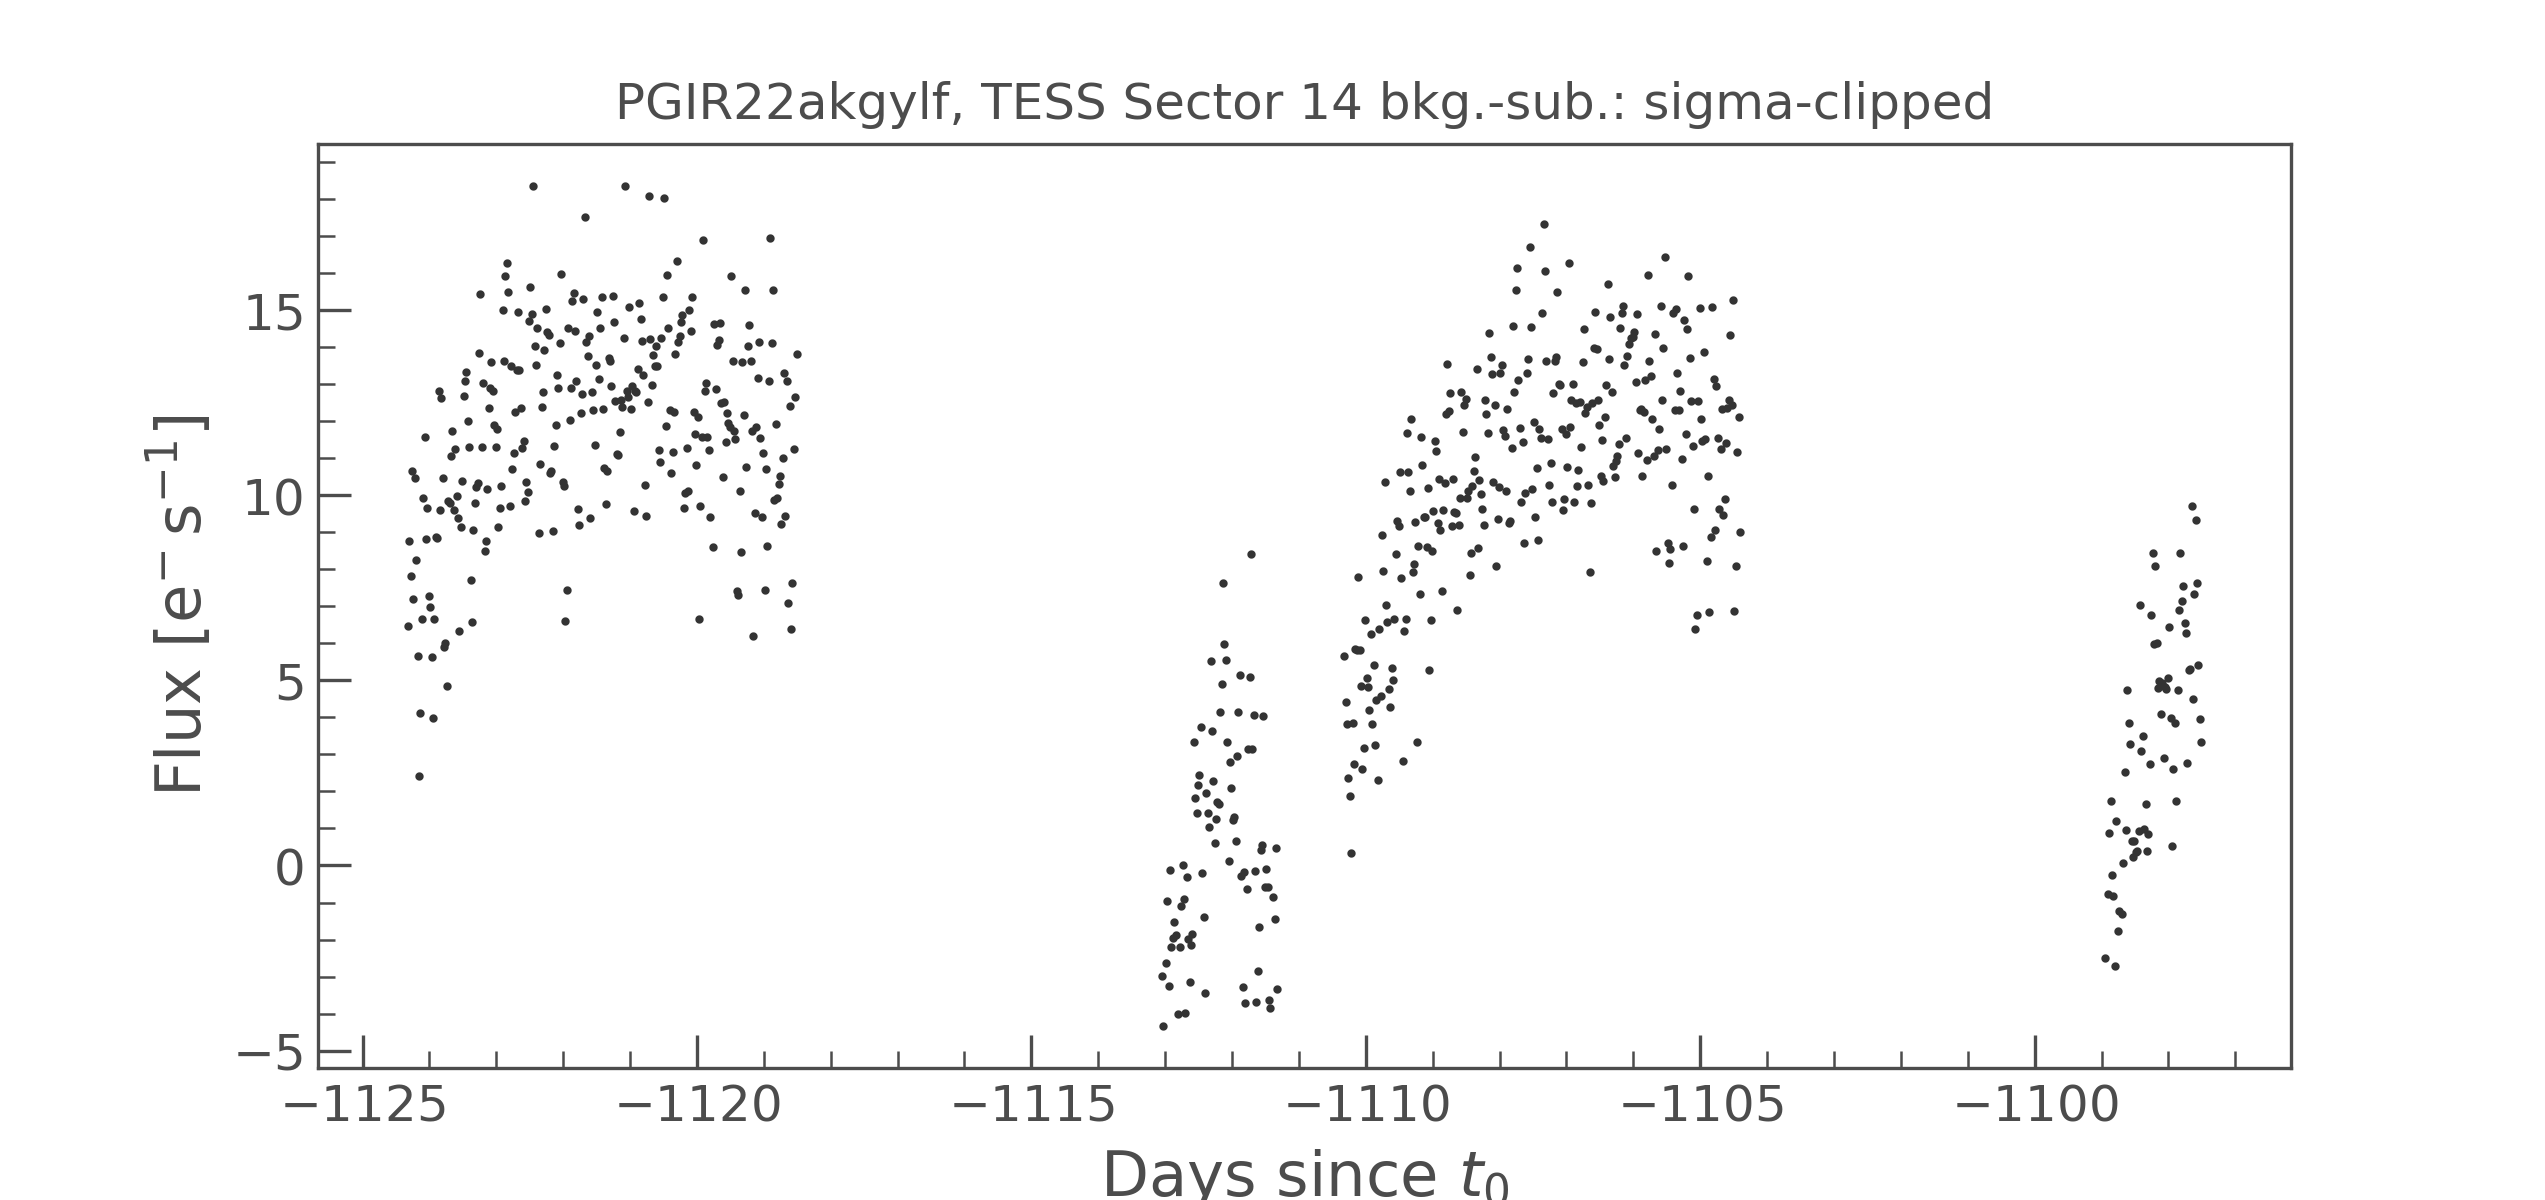 PGIR22akgylf, TESS Sector 14 bkg.-sub.: sigma-clipped
Flux [e⁻ s⁻¹]
15
10
5
0
−5
−1125 −1120 −1115 −1110 −1105 −1100
Days since t₀